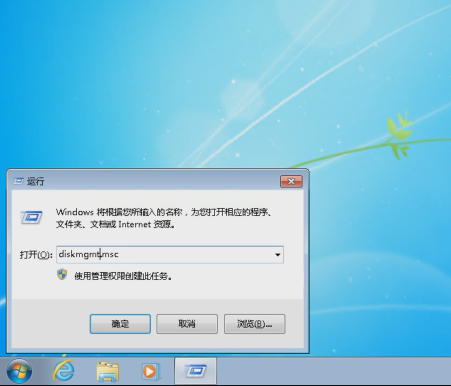 运行
Windows 将根据您所输入的名称，为您打开相应的程序、
文件夹、文档或 Internet 资源。
打开(O): diskmgmt.msc
使用管理权限创建此任务。
确定 取消 浏览(B)...